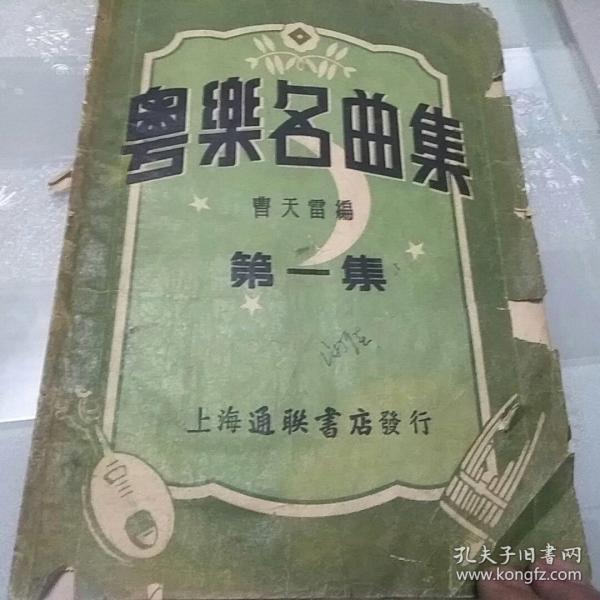 粤樂名曲集
曹天雷編
第一集
上海通联書店發行
孔夫子旧书网
www.kongfz.com